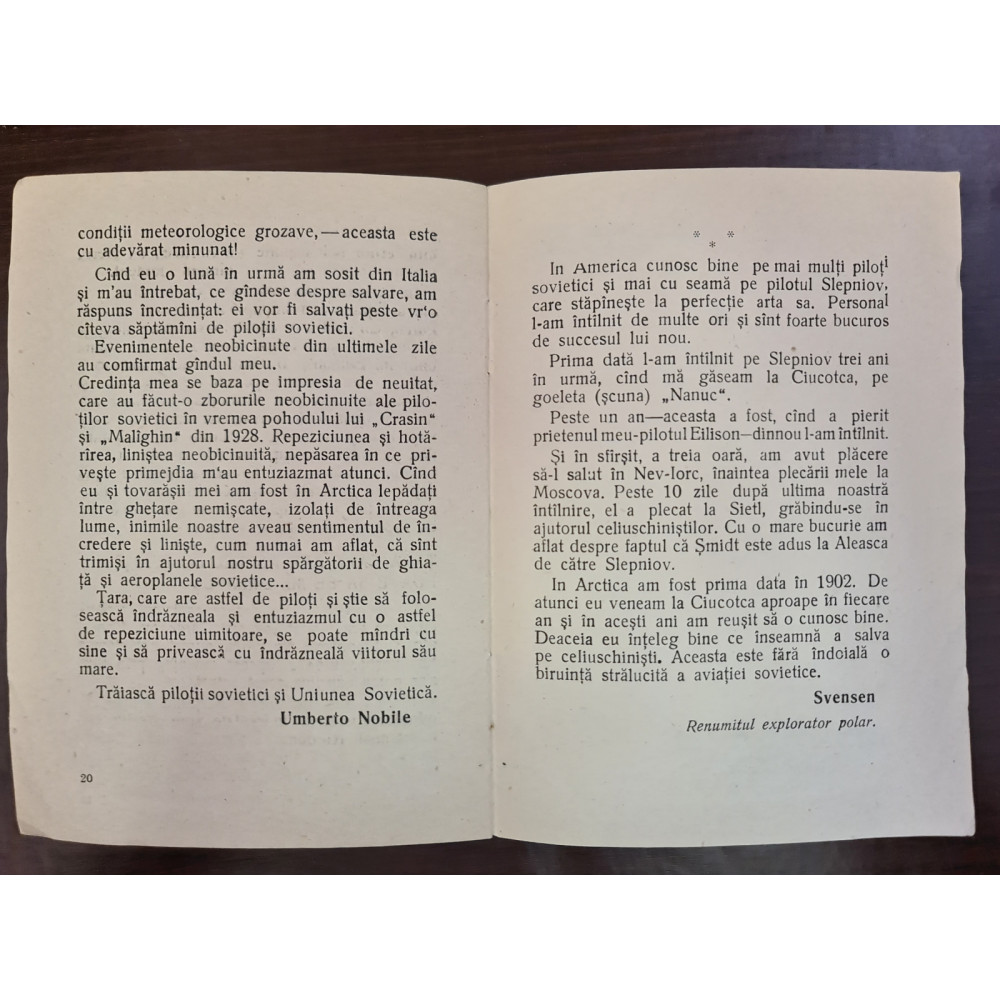 condiții meteorologice grozave, — aceasta este
cu adevărat minunat!
Cînd eu o lună în urmă am sosit din Italia
și m'au întrebat, ce gîndesc despre salvare, am
răspuns încredințat: ei vor fi salvați peste vr'o
cîteva săptămîni de piloții sovietici.
Evenimentele neobicinute din ultimele zile
au comfirmat gîndul meu.
Credința mea se baza pe impresia de neuitat,
care au făcut-o zborurile neobicinuite ale pilo-
ților sovietici în vremea pohodului lui „Crasin“
și „Malîghin“ din 1928. Repeziciunea și hotă-
rîrea, liniștea neobicinuită, nepăsarea în ce pri-
vește primejdia m'au entuziazmat atunci. Cînd
eu și tovarășii mei am fost în Arctica lepădați
între ghețare nemișcate, izolați de întreaga
lume, inimile noastre aveau sentimentul de în-
credere și liniște, cum numai am aflat, că sînt
trimiși în ajutorul nostru spărgătorii de ghia-
ță și aeroplanele sovietice...
Țara, care are astfel de piloți și știe să folo-
sească îndrăzneala și entuziazmul cu o astfel
de repeziciune uimitoare, se poate mîndri cu
sine și să privească cu îndrăzneală viitorul său
mare.
Trăiască piloții sovietici și Uniunea Sovietică.
Umberto Nobile
20
* *
*
In America cunosc bine pe mai mulți piloți
sovietici și mai cu seamă pe pilotul Slepniov,
care stăpînește la perfecție arta sa. Personal
l-am întîlnit de multe ori și sînt foarte bucuros
de succesul lui nou.
Prima dată l-am întîlnit pe Slepniov trei ani
în urmă, cînd mă găseam la Ciucotca, pe
goeleta (șcuna) „Nanuc“.
Peste un an—aceasta a fost, cînd a pierit
prietenul meu-pilotul Eilison—dinnou l-am întîlnit.
Și în sfîrșit, a treia oară, am avut plăcere
să-l salut în Nev-Iorc, înaintea plecării mele la
Moscova. Peste 10 zile după ultima noastră
întîlnire, el a plecat la Sietl, grăbindu-se în
ajutorul celiuschiniștilor. Cu o mare bucurie am
aflat despre faptul că Șmidt este adus la Aleasca
de către Slepniov.
In Arctica am fost prima data în 1902. De
atunci eu veneam la Ciucotca aproape în fiecare
an și în acești ani am reușit să o cunosc bine.
Deaceia eu înțeleg bine ce înseamnă a salva
pe celiuschiniști. Aceasta este fără îndoială o
biruință strălucită a aviației sovietice.
Svensen
Renumitul explorator polar.